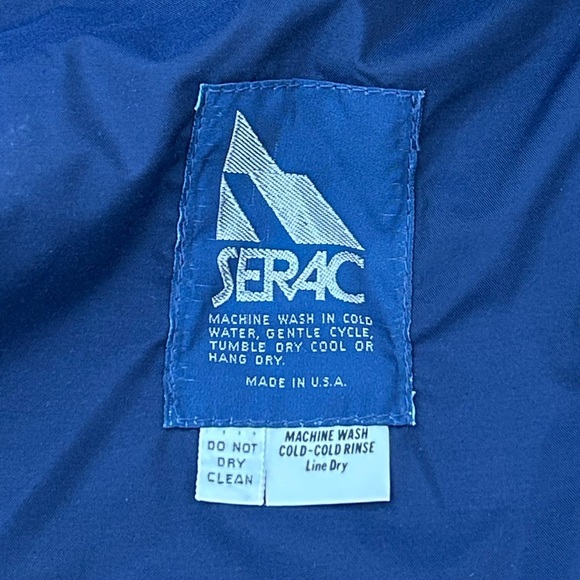 SERAC
MACHINE WASH IN COLD
WATER, GENTLE CYCLE,
TUMBLE DRY COOL OR
HANG DRY.
MADE IN U.S.A.
DO NOT
DRY
CLEAN
MACHINE WASH
COLD-COLD RINSE
Line Dry